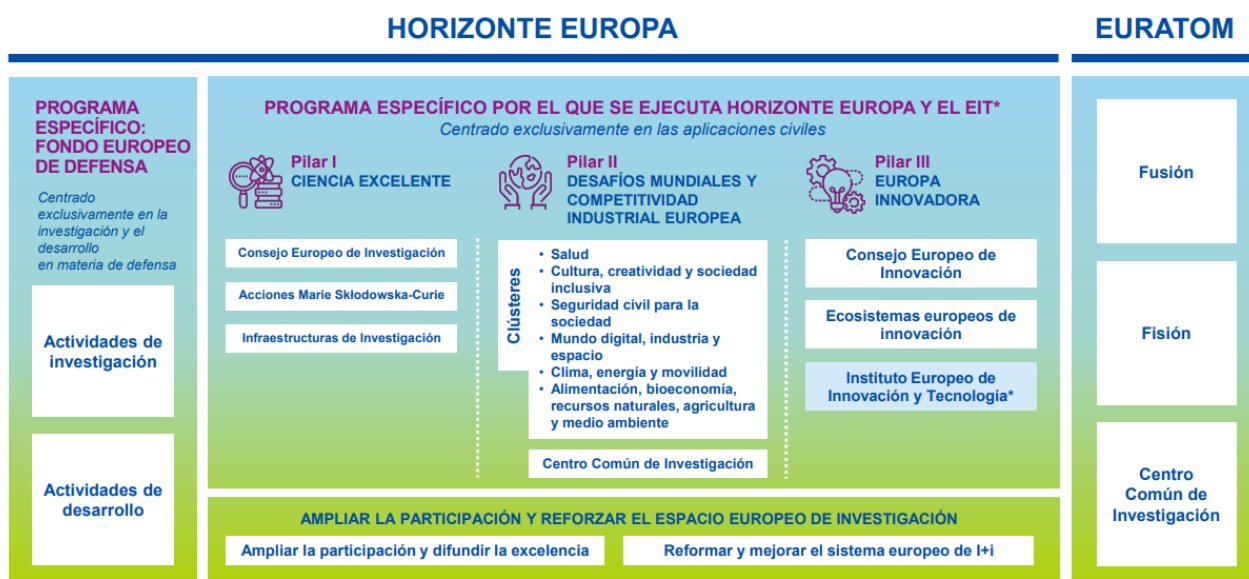 HORIZONTE EUROPA
EURATOM
PROGRAMA
ESPECÍFICO:
FONDO EUROPEO
DE DEFENSA
Centrado
exclusivamente en la
investigación y el
desarrollo
en materia de defensa
Actividades de
investigación
Actividades de
desarrollo
PROGRAMA ESPECÍFICO POR EL QUE SE EJECUTA HORIZONTE EUROPA Y EL EIT*
Centrado exclusivamente en las aplicaciones civiles
Pilar I
CIENCIA EXCELENTE
Consejo Europeo de Investigación
Acciones Marie Skłodowska-Curie
Infraestructuras de Investigación
Pilar II
DESAFÍOS MUNDIALES Y
COMPETITIVIDAD
INDUSTRIAL EUROPEA
Clústeres
• Salud
• Cultura, creatividad y sociedad
inclusiva
• Seguridad civil para la
sociedad
• Mundo digital, industria y
espacio
• Clima, energía y movilidad
• Alimentación, bioeconomía,
recursos naturales, agricultura
y medio ambiente
Centro Común de Investigación
Pilar III
EUROPA
INNOVADORA
Consejo Europeo de
Innovación
Ecosistemas europeos de
innovación
Instituto Europeo de
Innovación y Tecnología*
AMPLIAR LA PARTICIPACIÓN Y REFORZAR EL ESPACIO EUROPEO DE INVESTIGACIÓN
Ampliar la participación y difundir la excelencia
Reformar y mejorar el sistema europeo de I+i
Fusión
Fisión
Centro
Común de
Investigación